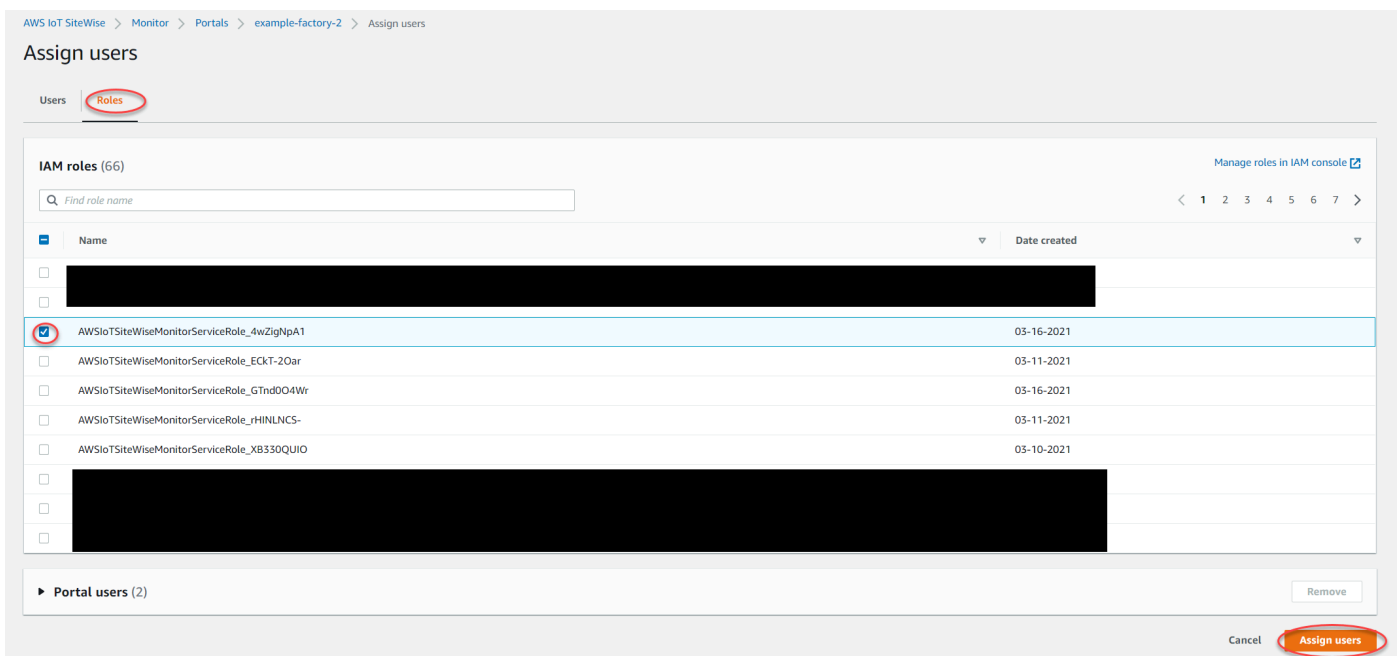 AWS IoT SiteWise > Monitor > Portals > example-factory-2 > Assign users
Assign users
Users Roles
IAM roles (66) Manage roles in IAM console
Find role name < 1 2 3 4 5 6 7 >
Name Date created
AWSIoTSiteWiseMonitorServiceRole_4wZigNpA1 03-16-2021
AWSIoTSiteWiseMonitorServiceRole_ECkT-2Oar 03-11-2021
AWSIoTSiteWiseMonitorServiceRole_GTnd0O4Wr 03-16-2021
AWSIoTSiteWiseMonitorServiceRole_rHINLNCS- 03-11-2021
AWSIoTSiteWiseMonitorServiceRole_XB330QUIO 03-10-2021
Portal users (2) Remove
Cancel Assign users